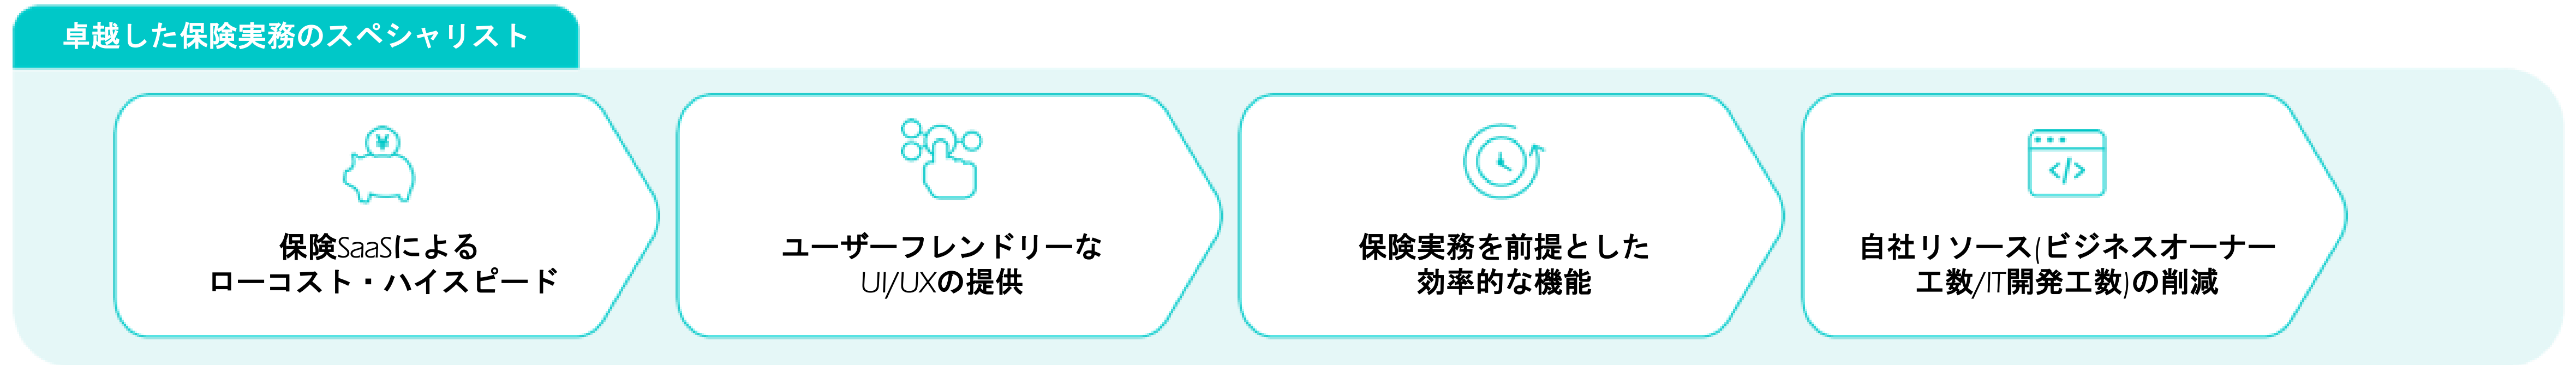 卓越した保険実務のスペシャリスト
¥
保険SaaSによる
ローコスト・ハイスピード
ユーザーフレンドリーな
UI/UXの提供
保険実務を前提とした
効率的な機能
</>
自社リソース(ビジネスオーナー
工数/IT開発工数)の削減